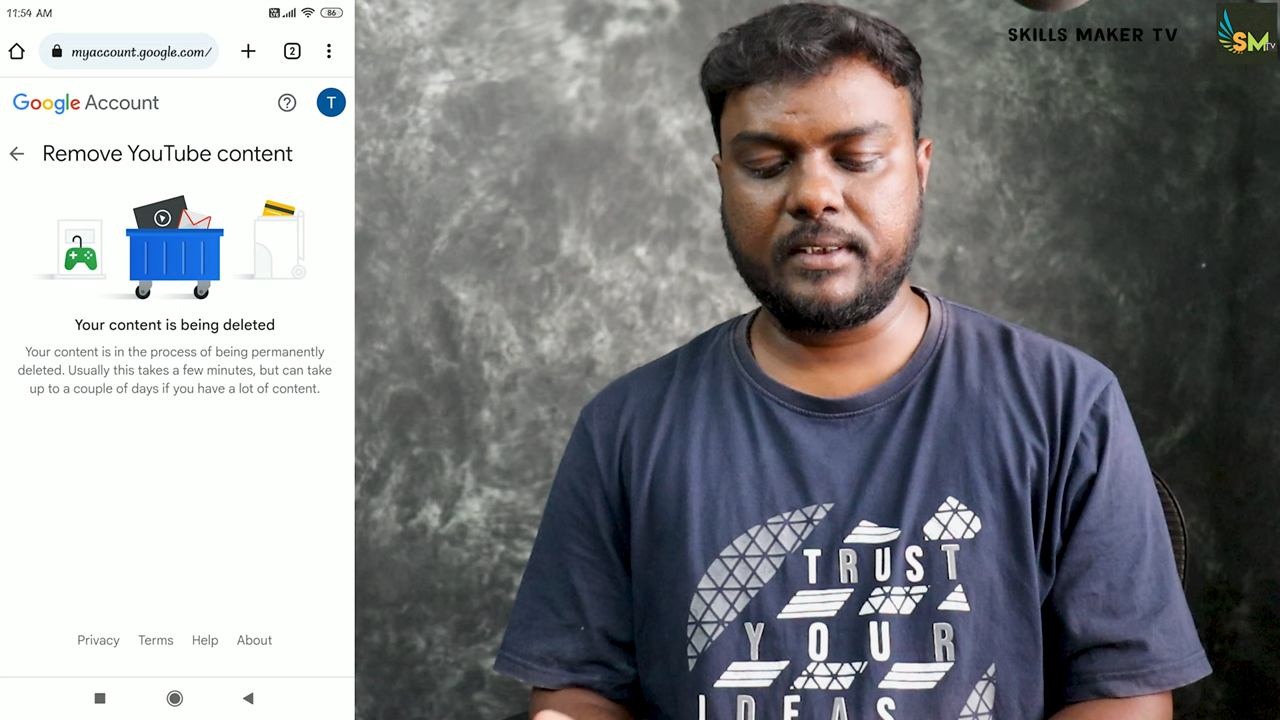 11:54 AM
86
myaccount.google.com/
2
Google Account
T
Remove YouTube content
Your content is being deleted
Your content is in the process of being permanently
deleted. Usually this takes a few minutes, but can take
up to a couple of days if you have a lot of content.
Privacy Terms Help About
SKILLS MAKER TV
SM TV
TRUST
YOUR
IDEAS